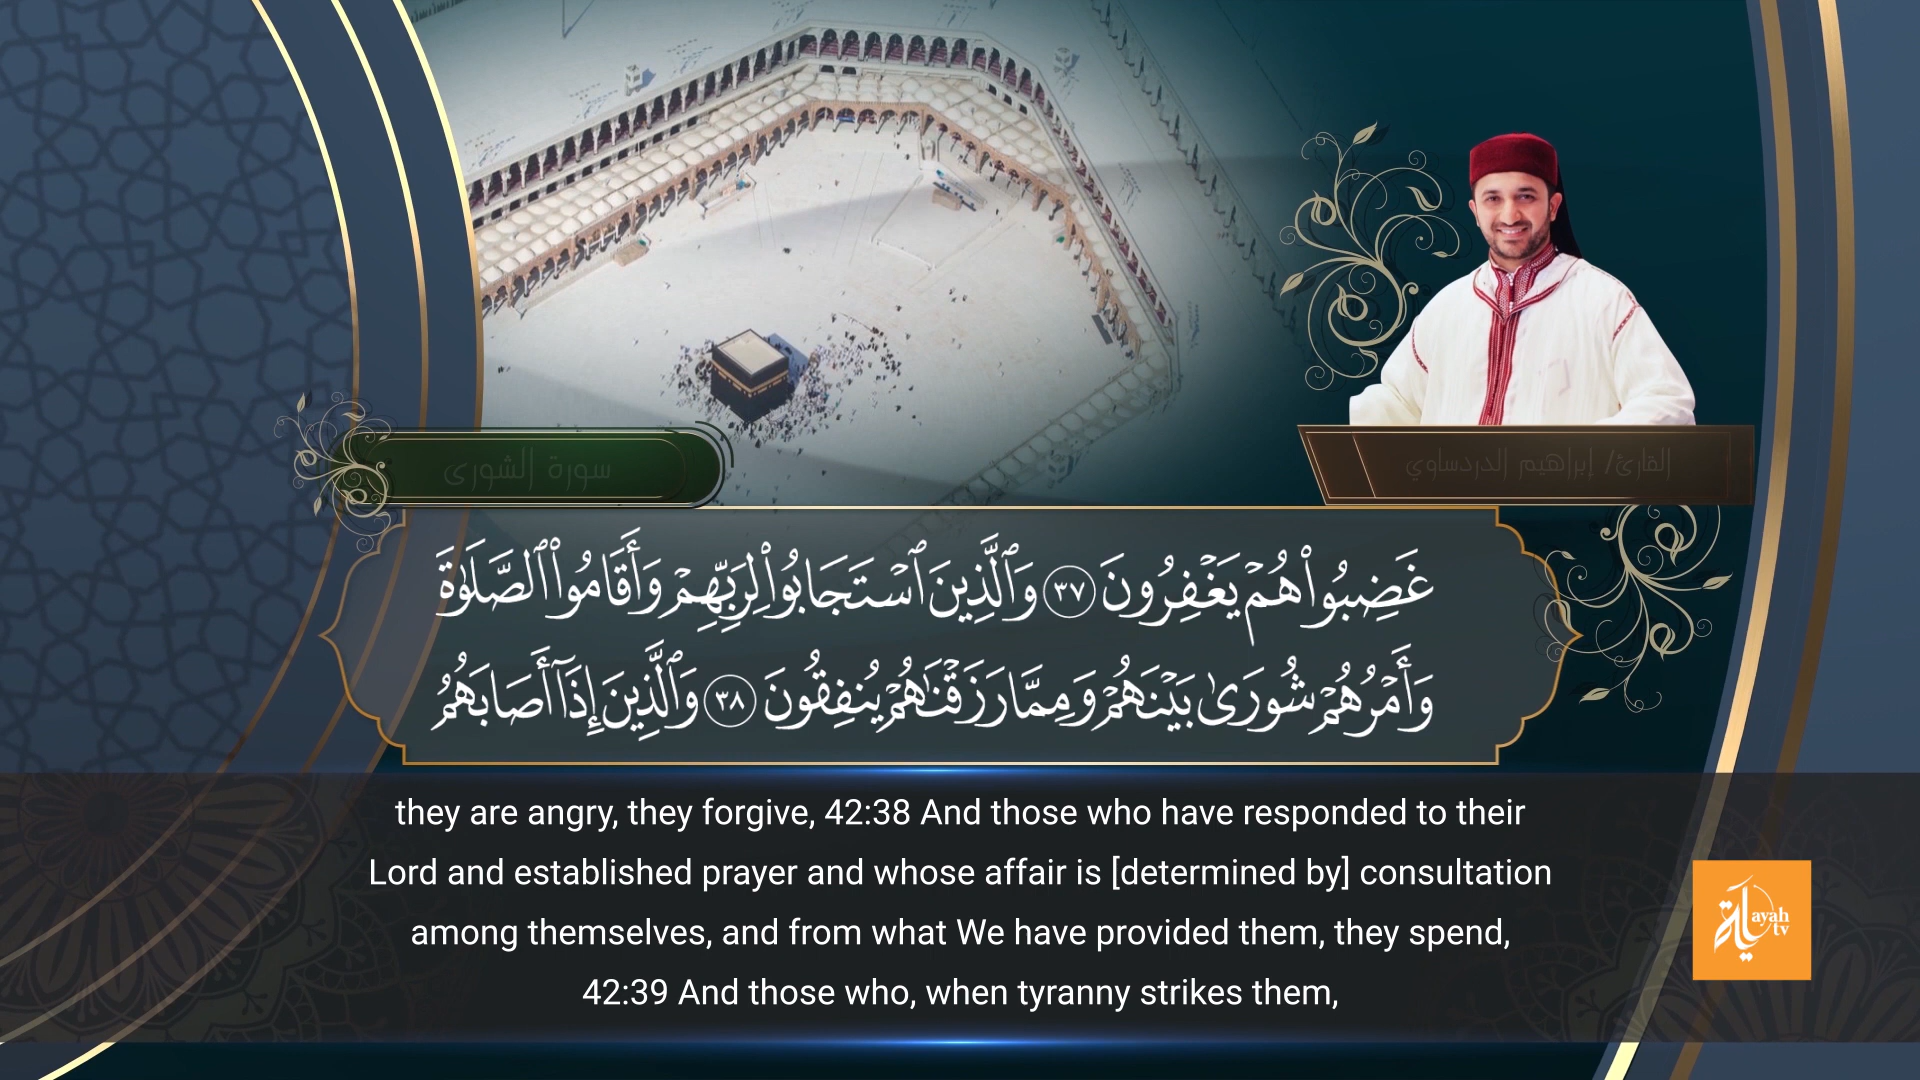 سورة الشورى
القارئ/ إبراهيم الدردساوي
غَضِبُواْ هُمْ يَغْفِرُونَ ٣٧ وَٱلَّذِينَ ٱسْتَجَابُواْ لِرَبِّهِمْ وَأَقَامُواْ ٱلصَّلَوٰةَ
وَأَمْرُهُمْ شُورَىٰ بَيْنَهُمْ وَمِمَّا رَزَقْنَٰهُمْ يُنفِقُونَ ٣٨ وَٱلَّذِينَ إِذَآ أَصَابَهُمُ
they are angry, they forgive, 42:38 And those who have responded to their
Lord and established prayer and whose affair is [determined by] consultation
among themselves, and from what We have provided them, they spend,
42:39 And those who, when tyranny strikes them,
آية
ayah
tv